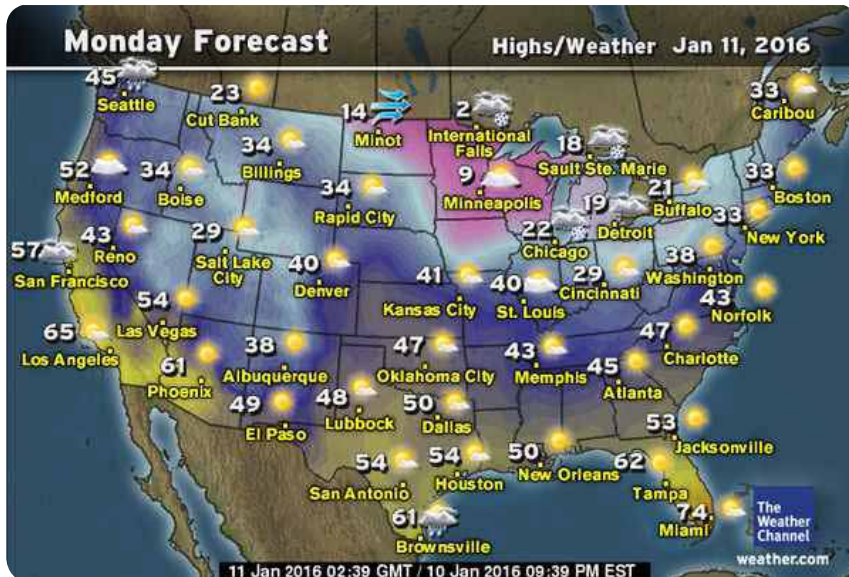 Monday Forecast
Highs/Weather Jan 11, 2016
45
Seattle
23
Cut Bank
14
Minot
2
International
Falls
33
Caribou
52
Medford
34
Boise
34
Billings
34
Rapid City
9
Minneapolis
18
Sault Ste. Marie
21
Buffalo
33
Boston
57
San Francisco
43
Reno
29
Salt Lake
City
40
Denver
41
Kansas City
40
St. Louis
22
Chicago
19
Detroit
29
Cincinnati
38
Washington
33
New York
43
Norfolk
65
Los Angeles
54
Las Vegas
61
Phoenix
38
Albuquerque
47
Oklahoma City
43
Memphis
45
Atlanta
47
Charlotte
49
El Paso
48
Lubbock
50
Dallas
54
San Antonio
54
Houston
50
New Orleans
53
Jacksonville
62
Tampa
74
Miami
61
Brownsville
The
Weather
Channel
weather.com
11 Jan 2016 02:39 GMT / 10 Jan 2016 09:39 PM EST